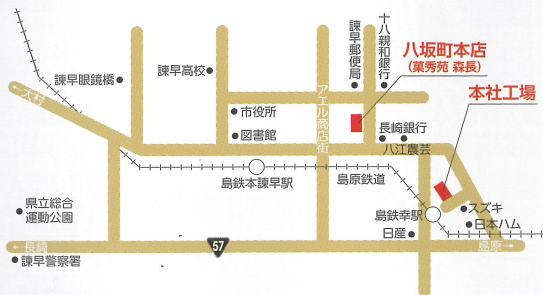 八坂町本店
(菓秀苑 森長)
本社工場
十八親和銀行
諫早郵便局
諫早高校
諫早眼鏡橋
←大村
市役所
図書館
アエル商店街
長崎銀行
八江農芸
島鉄本諫早駅
島原鉄道
県立総合
運動公園
島鉄幸駅
スズキ
日本ハム
日産
←長崎
57
島原→
諫早警察署